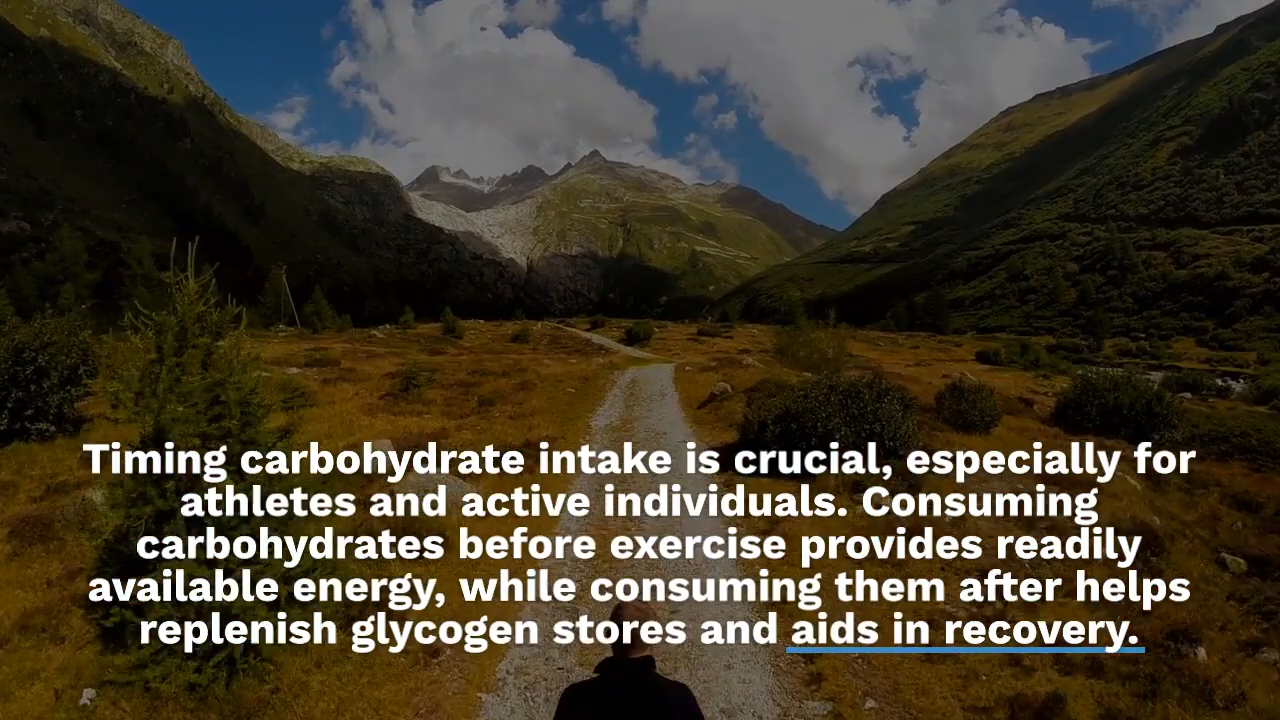 Timing carbohydrate intake is crucial, especially for
athletes and active individuals. Consuming
carbohydrates before exercise provides readily
available energy, while consuming them after helps
replenish glycogen stores and aids in recovery.